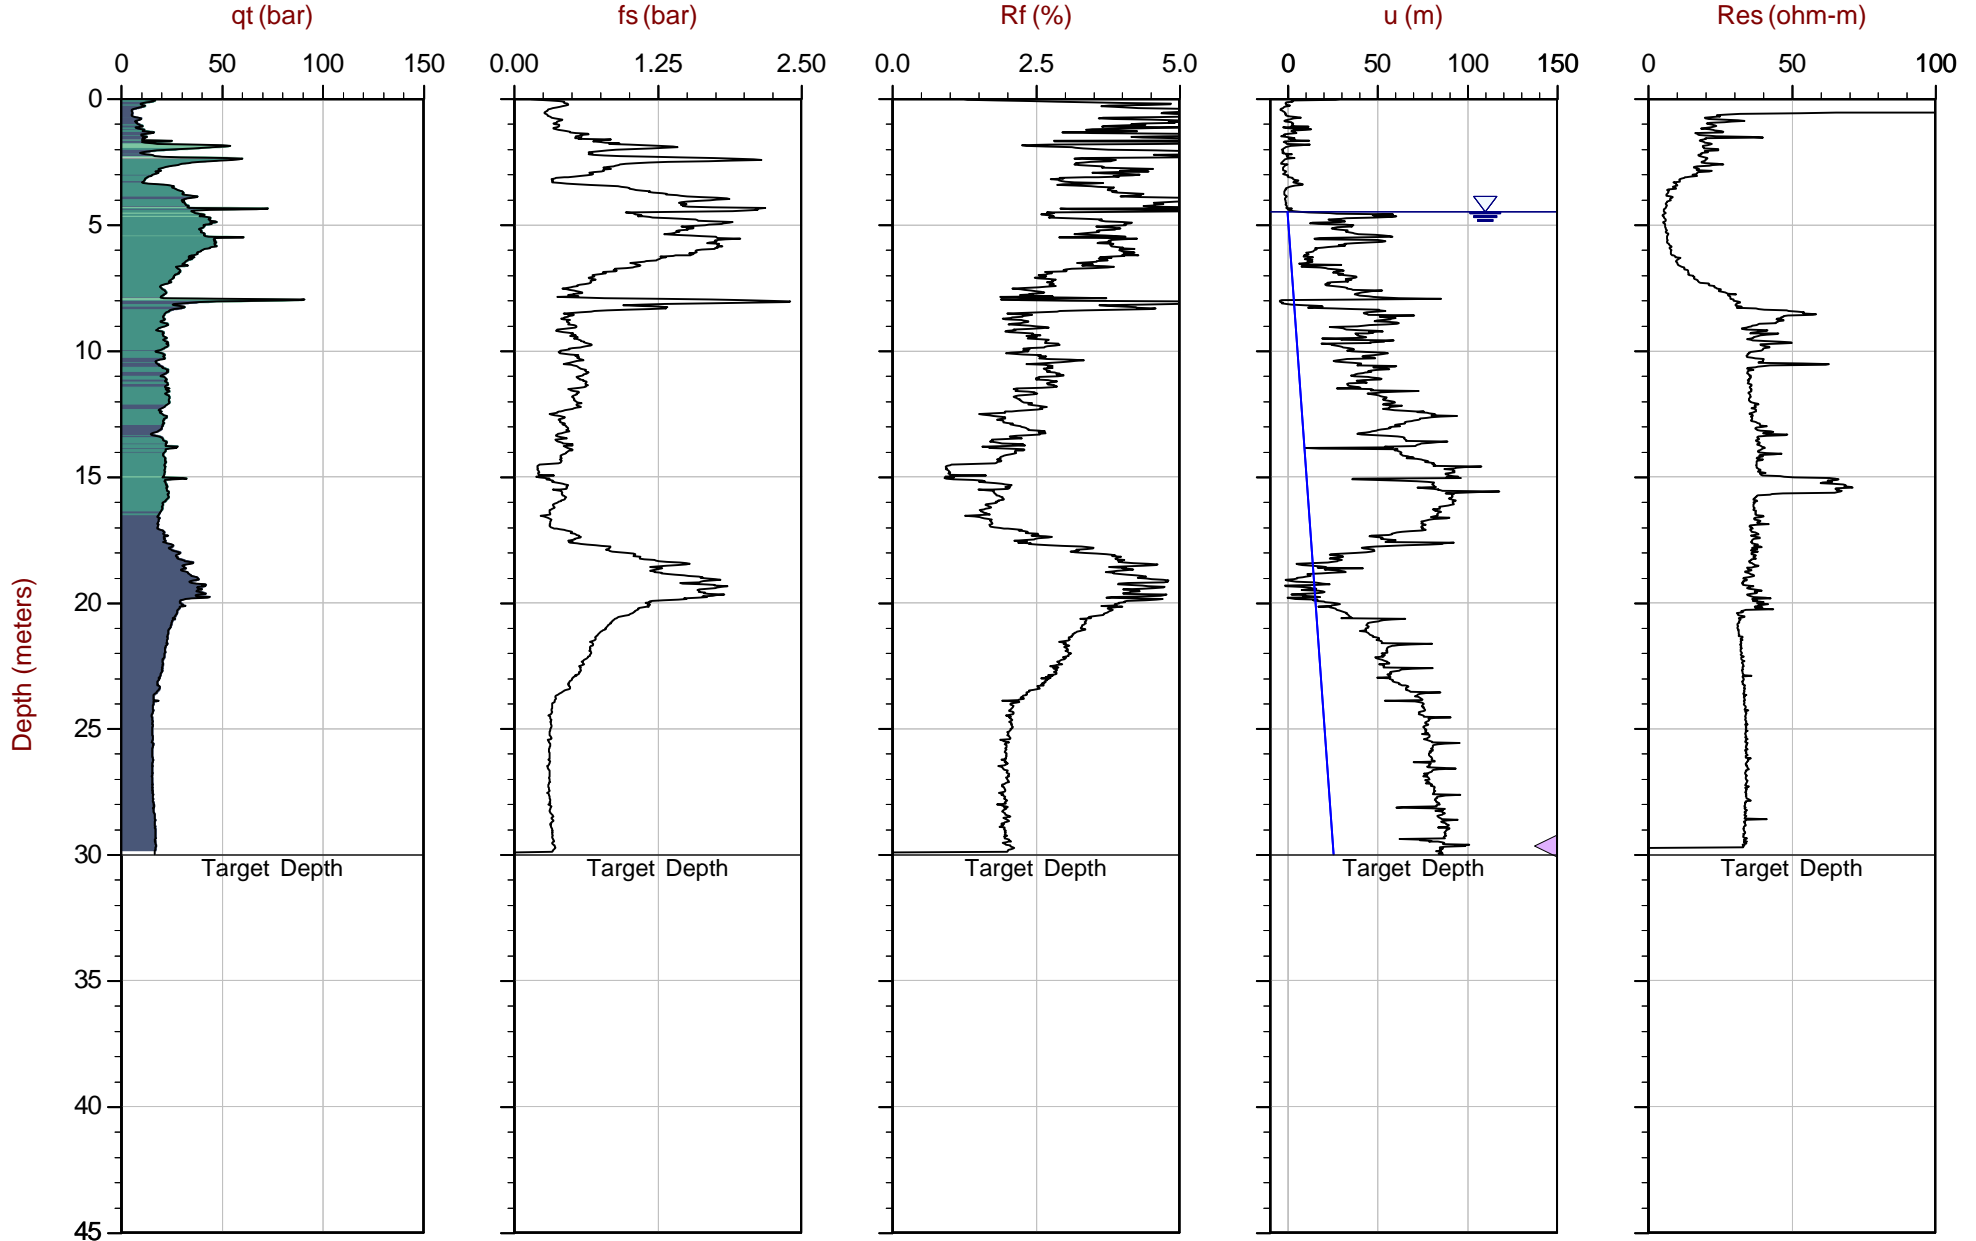 qt (bar) fs (bar) Rf (%) u (m) Res (ohm-m)
0 50 100 150 0.00 1.25 2.50 0.0 2.5 5.0 0 50 100 150 0 50 100
0
5
10
15
20
25
30
Target Depth Target Depth Target Depth Target Depth Target Depth
35
40
45
Depth (meters)